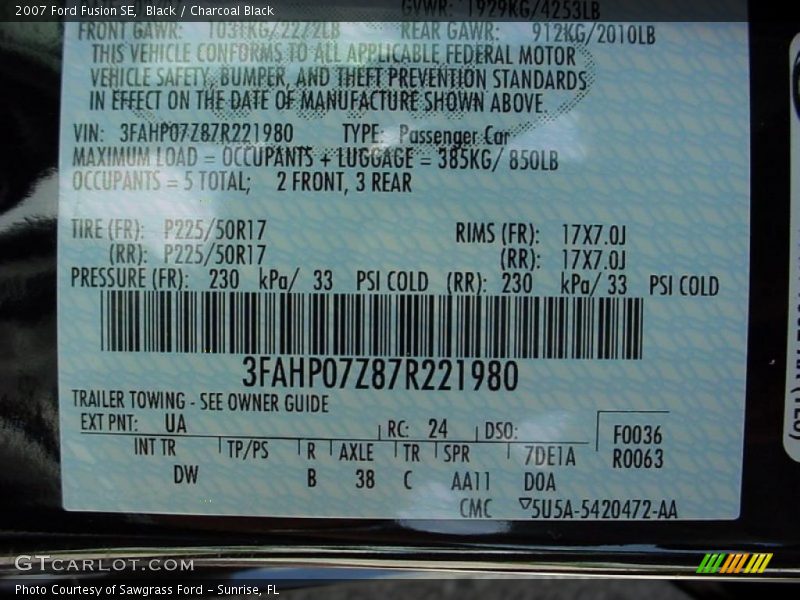 2007 Ford Fusion SE, Black / Charcoal Black
GVWR: 1929KG/4253LB
FRONT GAWR: 1031KG/2272LB REAR GAWR: 912KG/2010LB
THIS VEHICLE CONFORMS TO ALL APPLICABLE FEDERAL MOTOR
VEHICLE SAFETY, BUMPER, AND THEFT PREVENTION STANDARDS
IN EFFECT ON THE DATE OF MANUFACTURE SHOWN ABOVE.
VIN: 3FAHP07Z87R221980 TYPE: Passenger Car
MAXIMUM LOAD = OCCUPANTS + LUGGAGE = 385KG/ 850LB
OCCUPANTS = 5 TOTAL; 2 FRONT, 3 REAR
TIRE (FR): P225/50R17 RIMS (FR): 17X7.0J
(RR): P225/50R17 (RR): 17X7.0J
PRESSURE (FR): 230 kPa/ 33 PSI COLD (RR): 230 kPa/ 33 PSI COLD
3FAHP07Z87R221980
TRAILER TOWING - SEE OWNER GUIDE
EXT PNT: UA RC: 24 DSO: F0036
INT TR TP/PS R AXLE TR SPR 7DE1A R0063
DW B 38 C AA11 D0A
CMC ▽5U5A-5420472-AA
GTCARLOT.COM
Photo Courtesy of Sawgrass Ford - Sunrise, FL